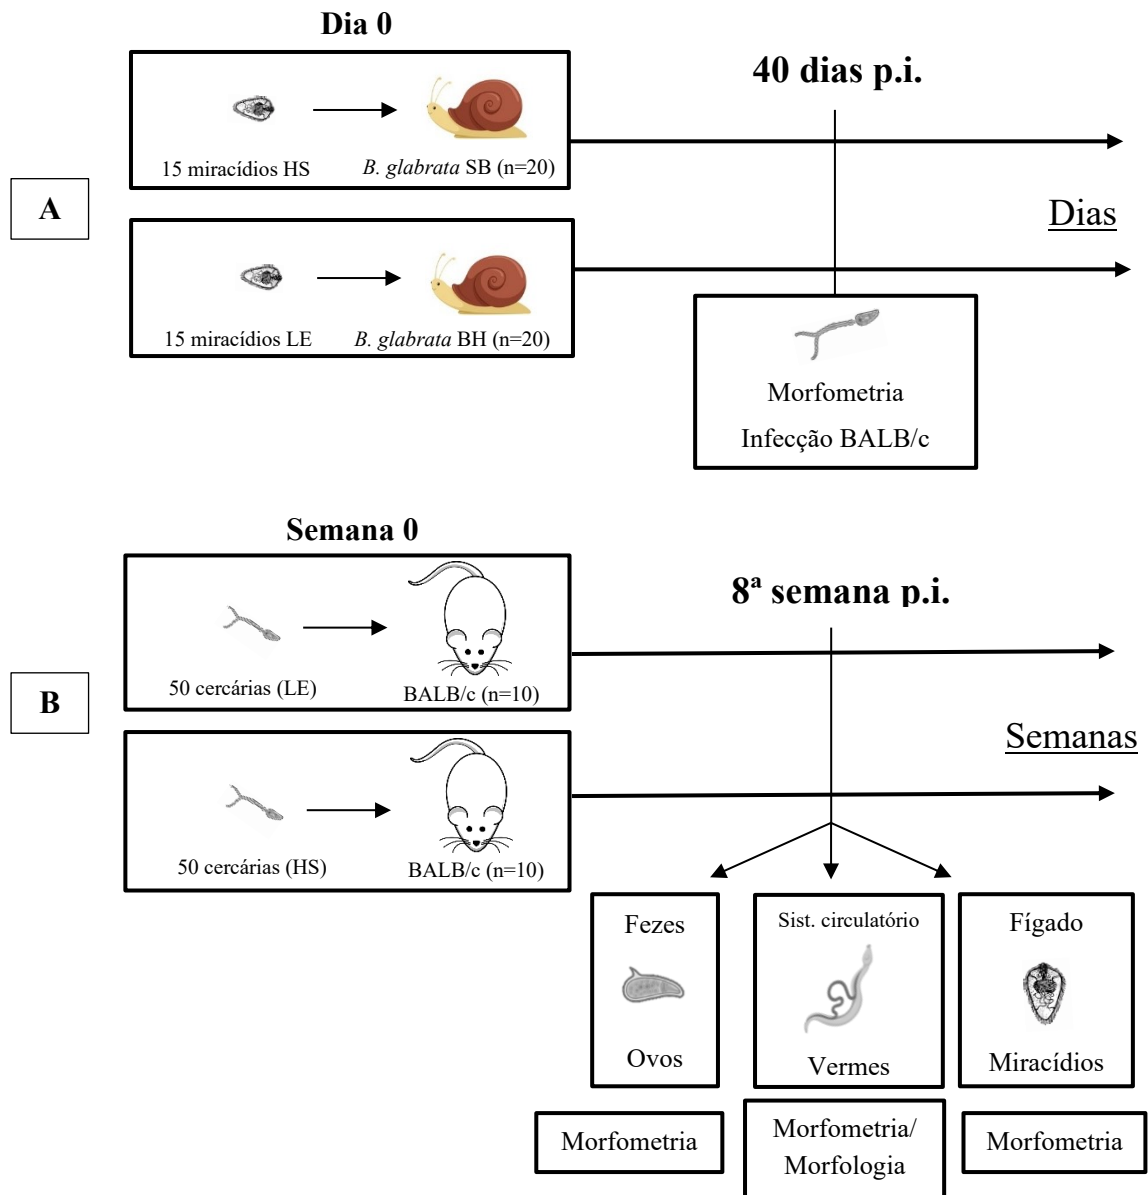 Dia 0
40 dias p.i.
15 miracídios HS
B. glabrata SB (n=20)
A
Dias
15 miracídios LE
B. glabrata BH (n=20)
Morfometria
Infecção BALB/c
Semana 0
8ª semana p.i.
50 cercárias (LE)
BALB/c (n=10)
B
Semanas
50 cercárias (HS)
BALB/c (n=10)
Fezes
Ovos
Sist. circulatório
Vermes
Fígado
Miracídios
Morfometria
Morfometria/
Morfologia
Morfometria